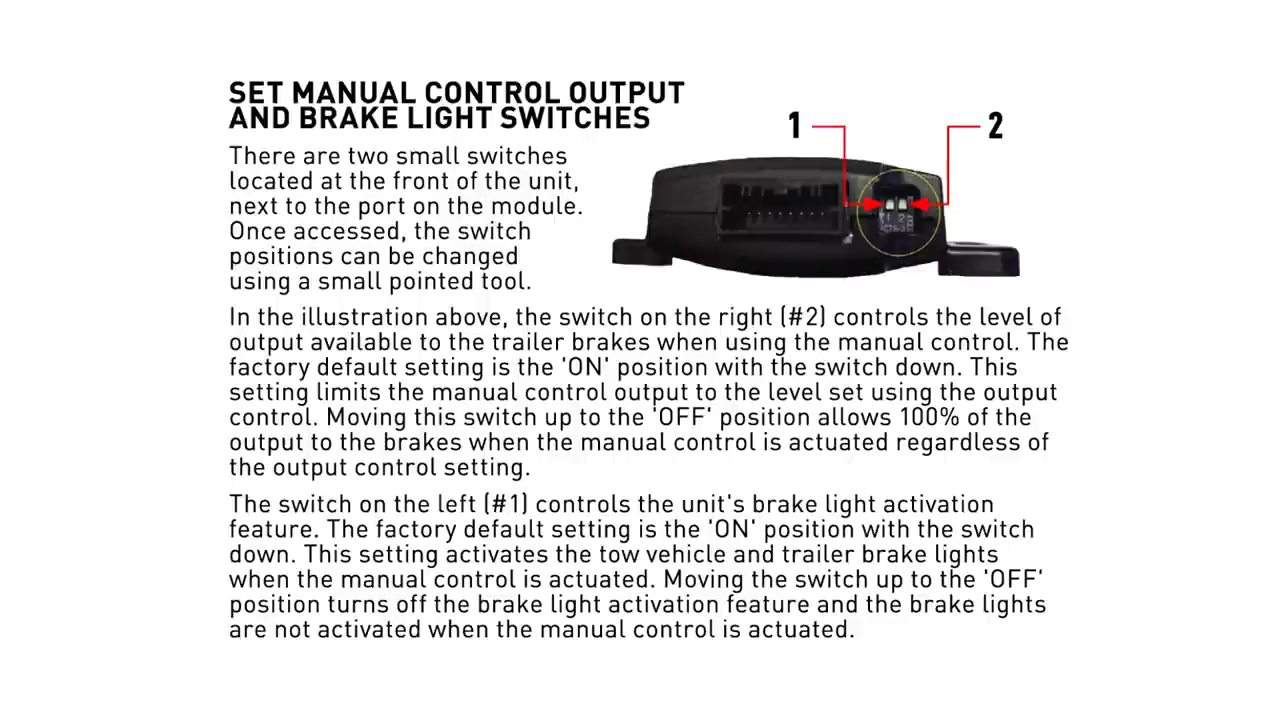 SET MANUAL CONTROL OUTPUT
AND BRAKE LIGHT SWITCHES
1
2
There are two small switches
located at the front of the unit,
next to the port on the module.
Once accessed, the switch
positions can be changed
using a small pointed tool.
1 2
In the illustration above, the switch on the right (#2) controls the level of
output available to the trailer brakes when using the manual control. The
factory default setting is the 'ON' position with the switch down. This
setting limits the manual control output to the level set using the output
control. Moving this switch up to the 'OFF' position allows 100% of the
output to the brakes when the manual control is actuated regardless of
the output control setting.
The switch on the left (#1) controls the unit's brake light activation
feature. The factory default setting is the 'ON' position with the switch
down. This setting activates the tow vehicle and trailer brake lights
when the manual control is actuated. Moving the switch up to the 'OFF'
position turns off the brake light activation feature and the brake lights
are not activated when the manual control is actuated.